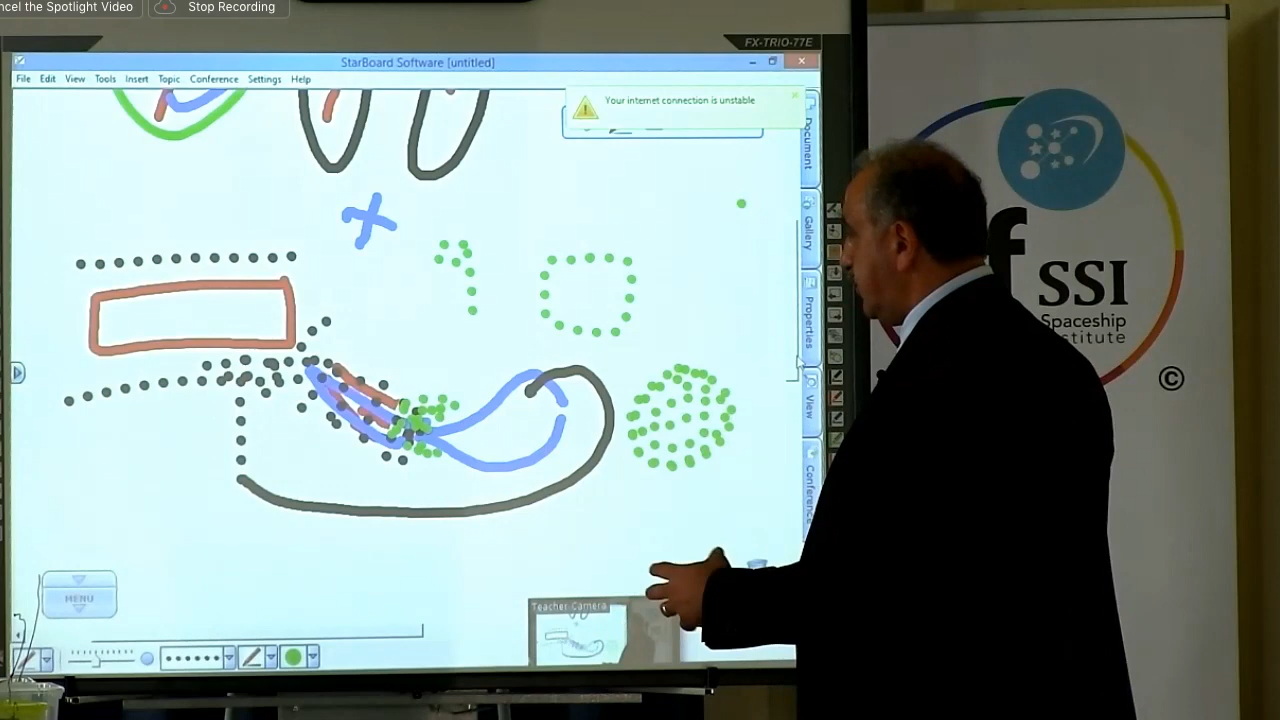 ncel the Spotlight Video Stop Recording
FX-TRIO-77E
StarBoard Software [untitled]
File Edit View Tools Insert Topic Conference Settings Help
Your internet connection is unstable
Document
Gallery
Properties
View
Conference
f SSI
Spaceship
stitute
©
MENU
Teacher Camera